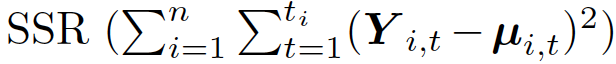 SSR (∑_{i=1}^{n} ∑_{t=1}^{t_i} (𝒀_{i,t} − 𝝁_{i,t})^2)